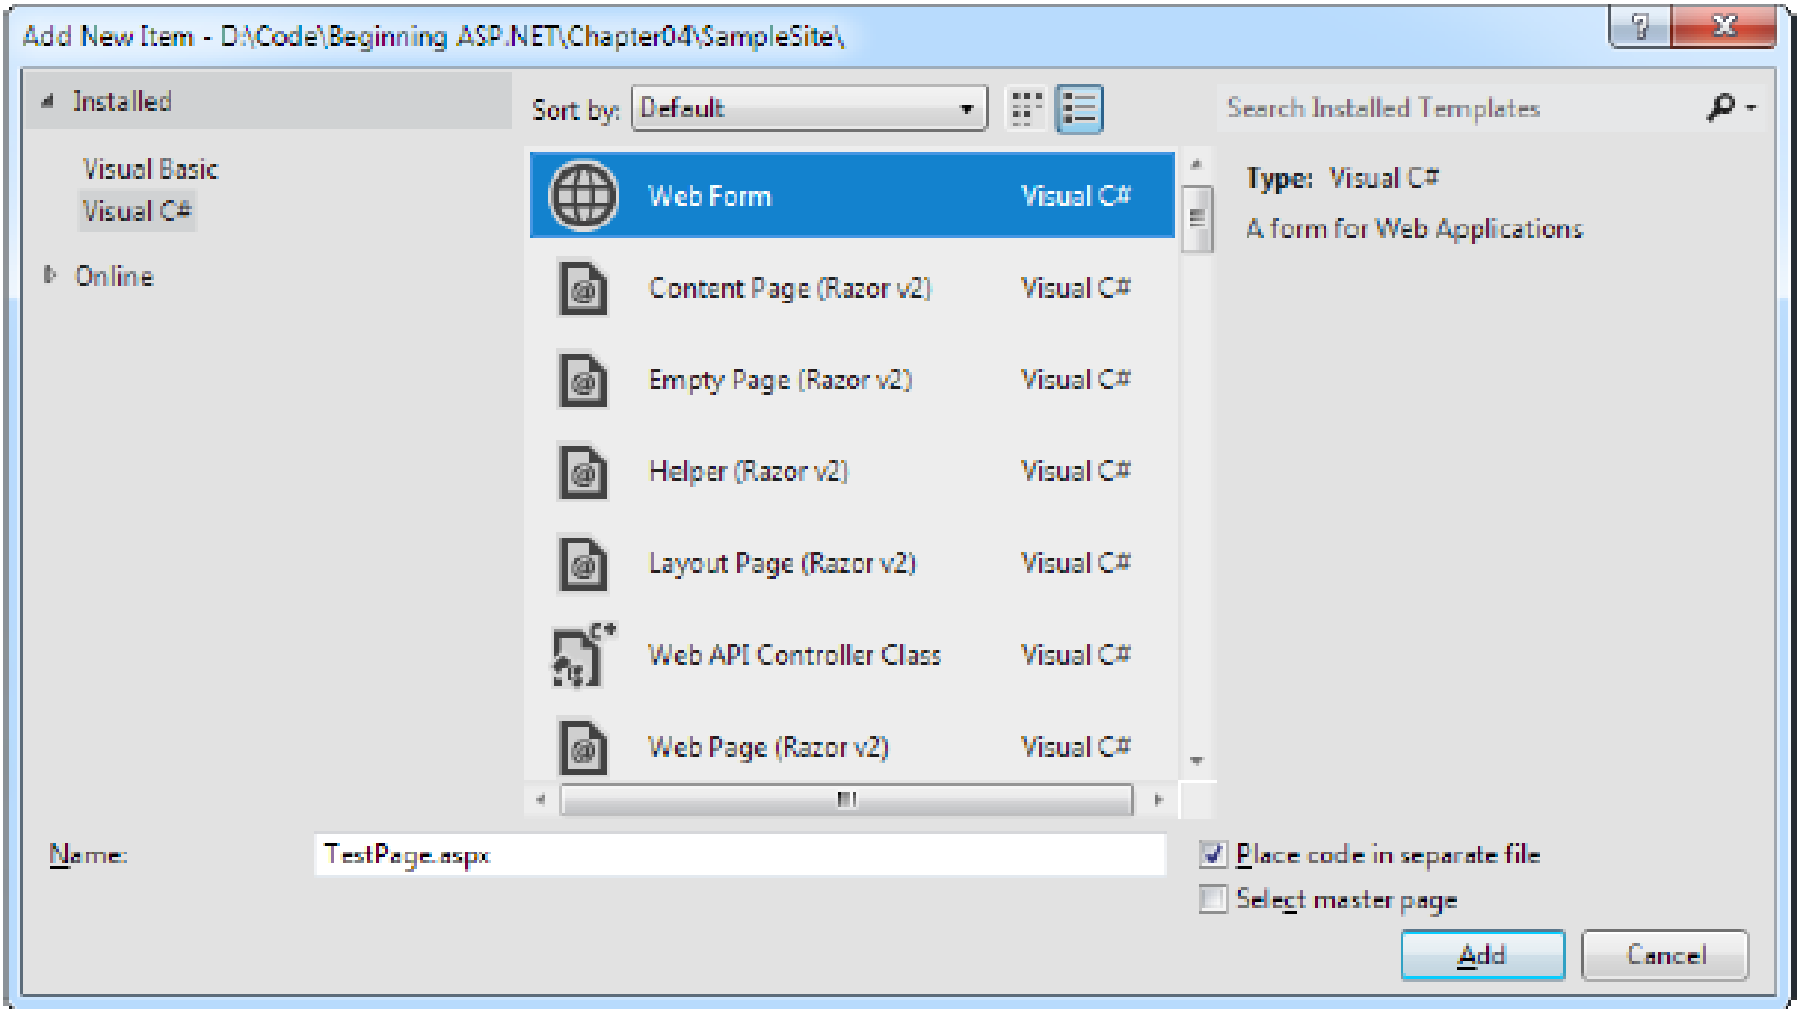 Add New Item - D:\Code\Beginning ASP.NET\Chapter04\SampleSite\
Installed
Visual Basic
Visual C#
Online
Sort by: Default
Search Installed Templates
Web Form Visual C#
Content Page (Razor v2) Visual C#
Empty Page (Razor v2) Visual C#
Helper (Razor v2) Visual C#
Layout Page (Razor v2) Visual C#
Web API Controller Class Visual C#
Web Page (Razor v2) Visual C#
Type: Visual C#
A form for Web Applications
Name: TestPage.aspx
Place code in separate file
Select master page
Add Cancel